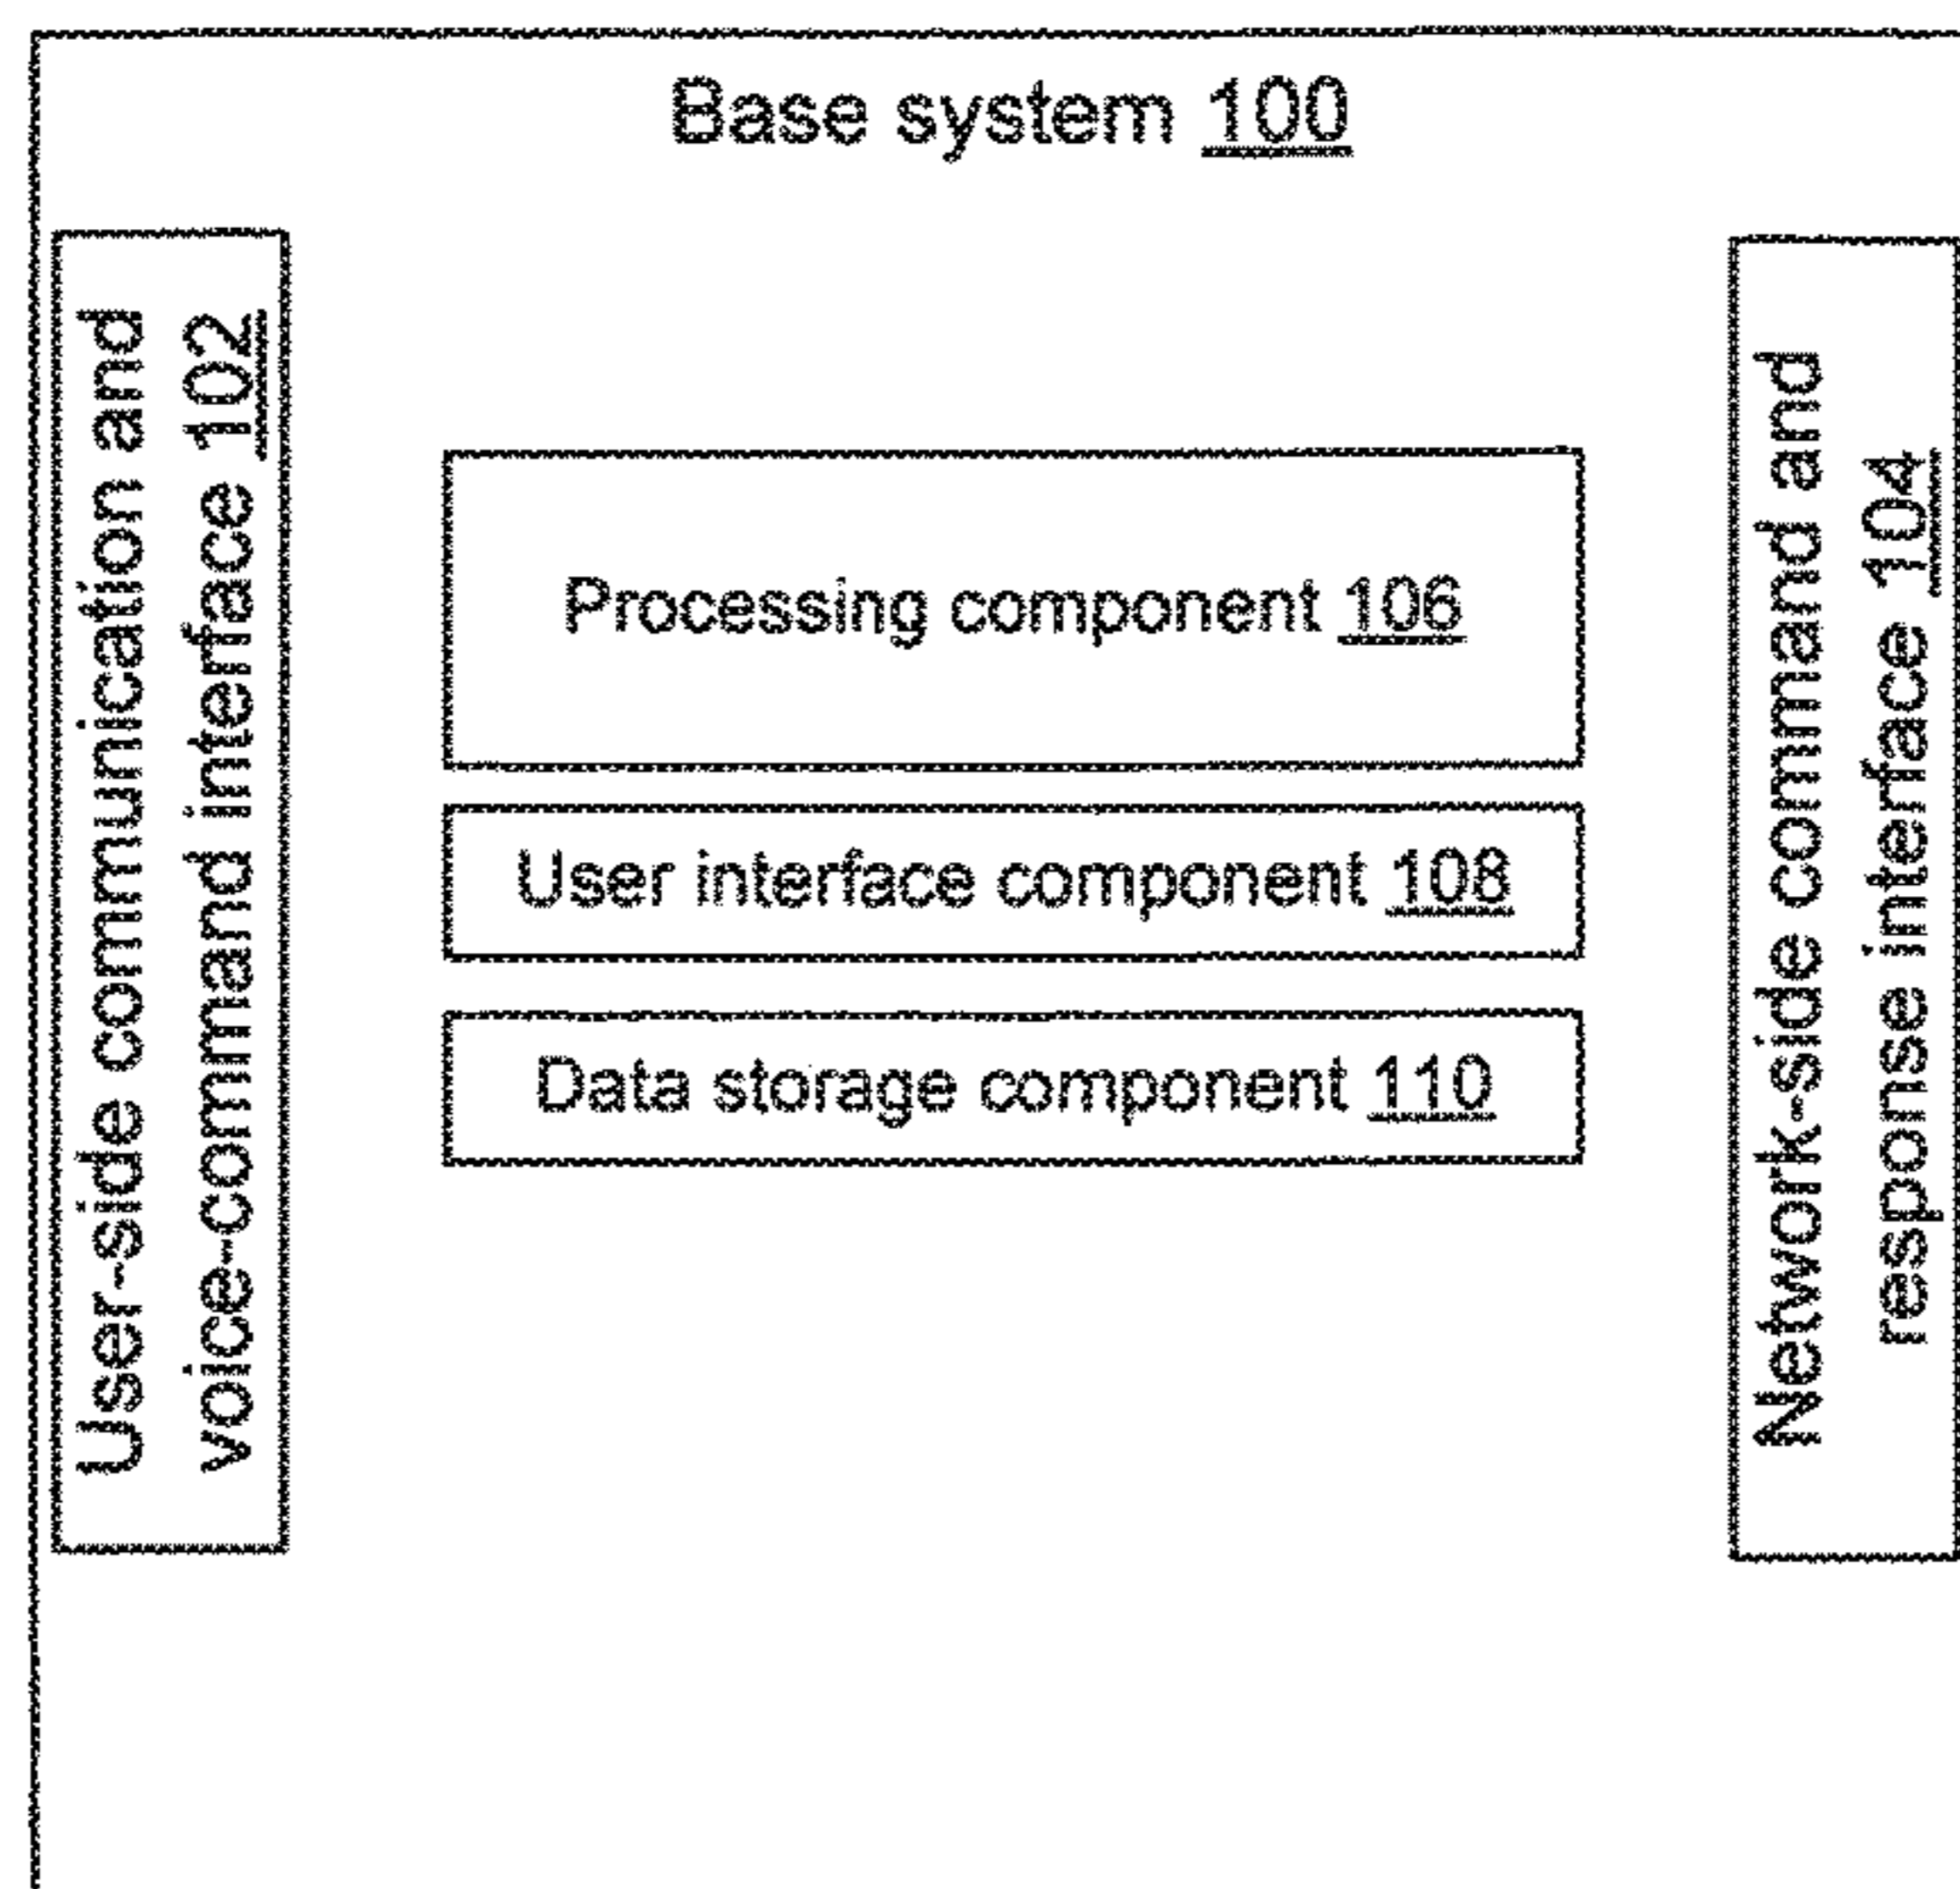 Base system 100
User-side communication and
voice-command interface 102
Processing component 106
User interface component 108
Data storage component 110
Network-side command and
response interface 104